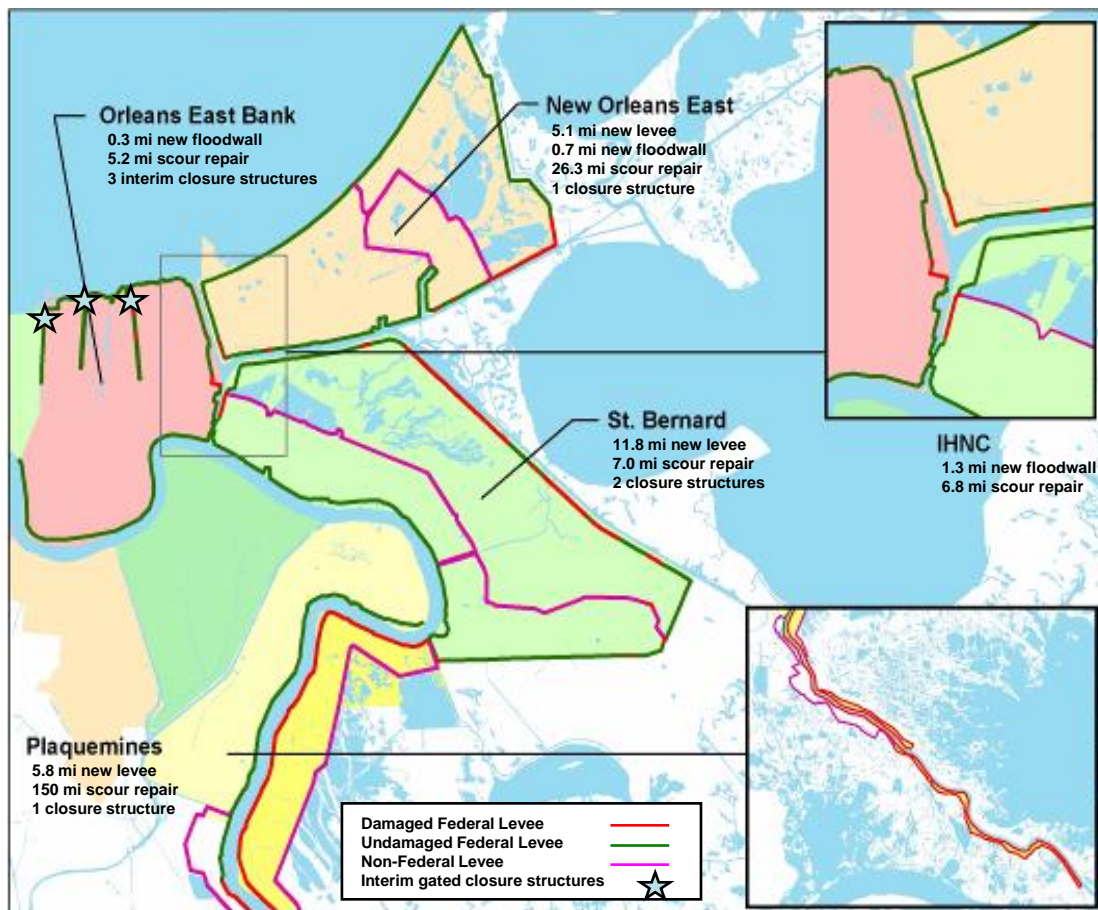 Orleans East Bank
0.3 mi new floodwall
5.2 mi scour repair
3 interim closure structures
New Orleans East
5.1 mi new levee
0.7 mi new floodwall
26.3 mi scour repair
1 closure structure
St. Bernard
11.8 mi new levee
7.0 mi scour repair
2 closure structures
IHNC
1.3 mi new floodwall
6.8 mi scour repair
Plaquemines
5.8 mi new levee
150 mi scour repair
1 closure structure
Damaged Federal Levee
Undamaged Federal Levee
Non-Federal Levee
Interim gated closure structures